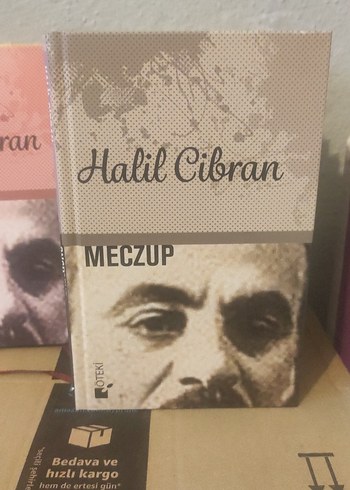 ran
Halil Cibran
MECZUP
ÖTEKİ
Bedava ve
hızlı kargo
hem de ertesi gün*